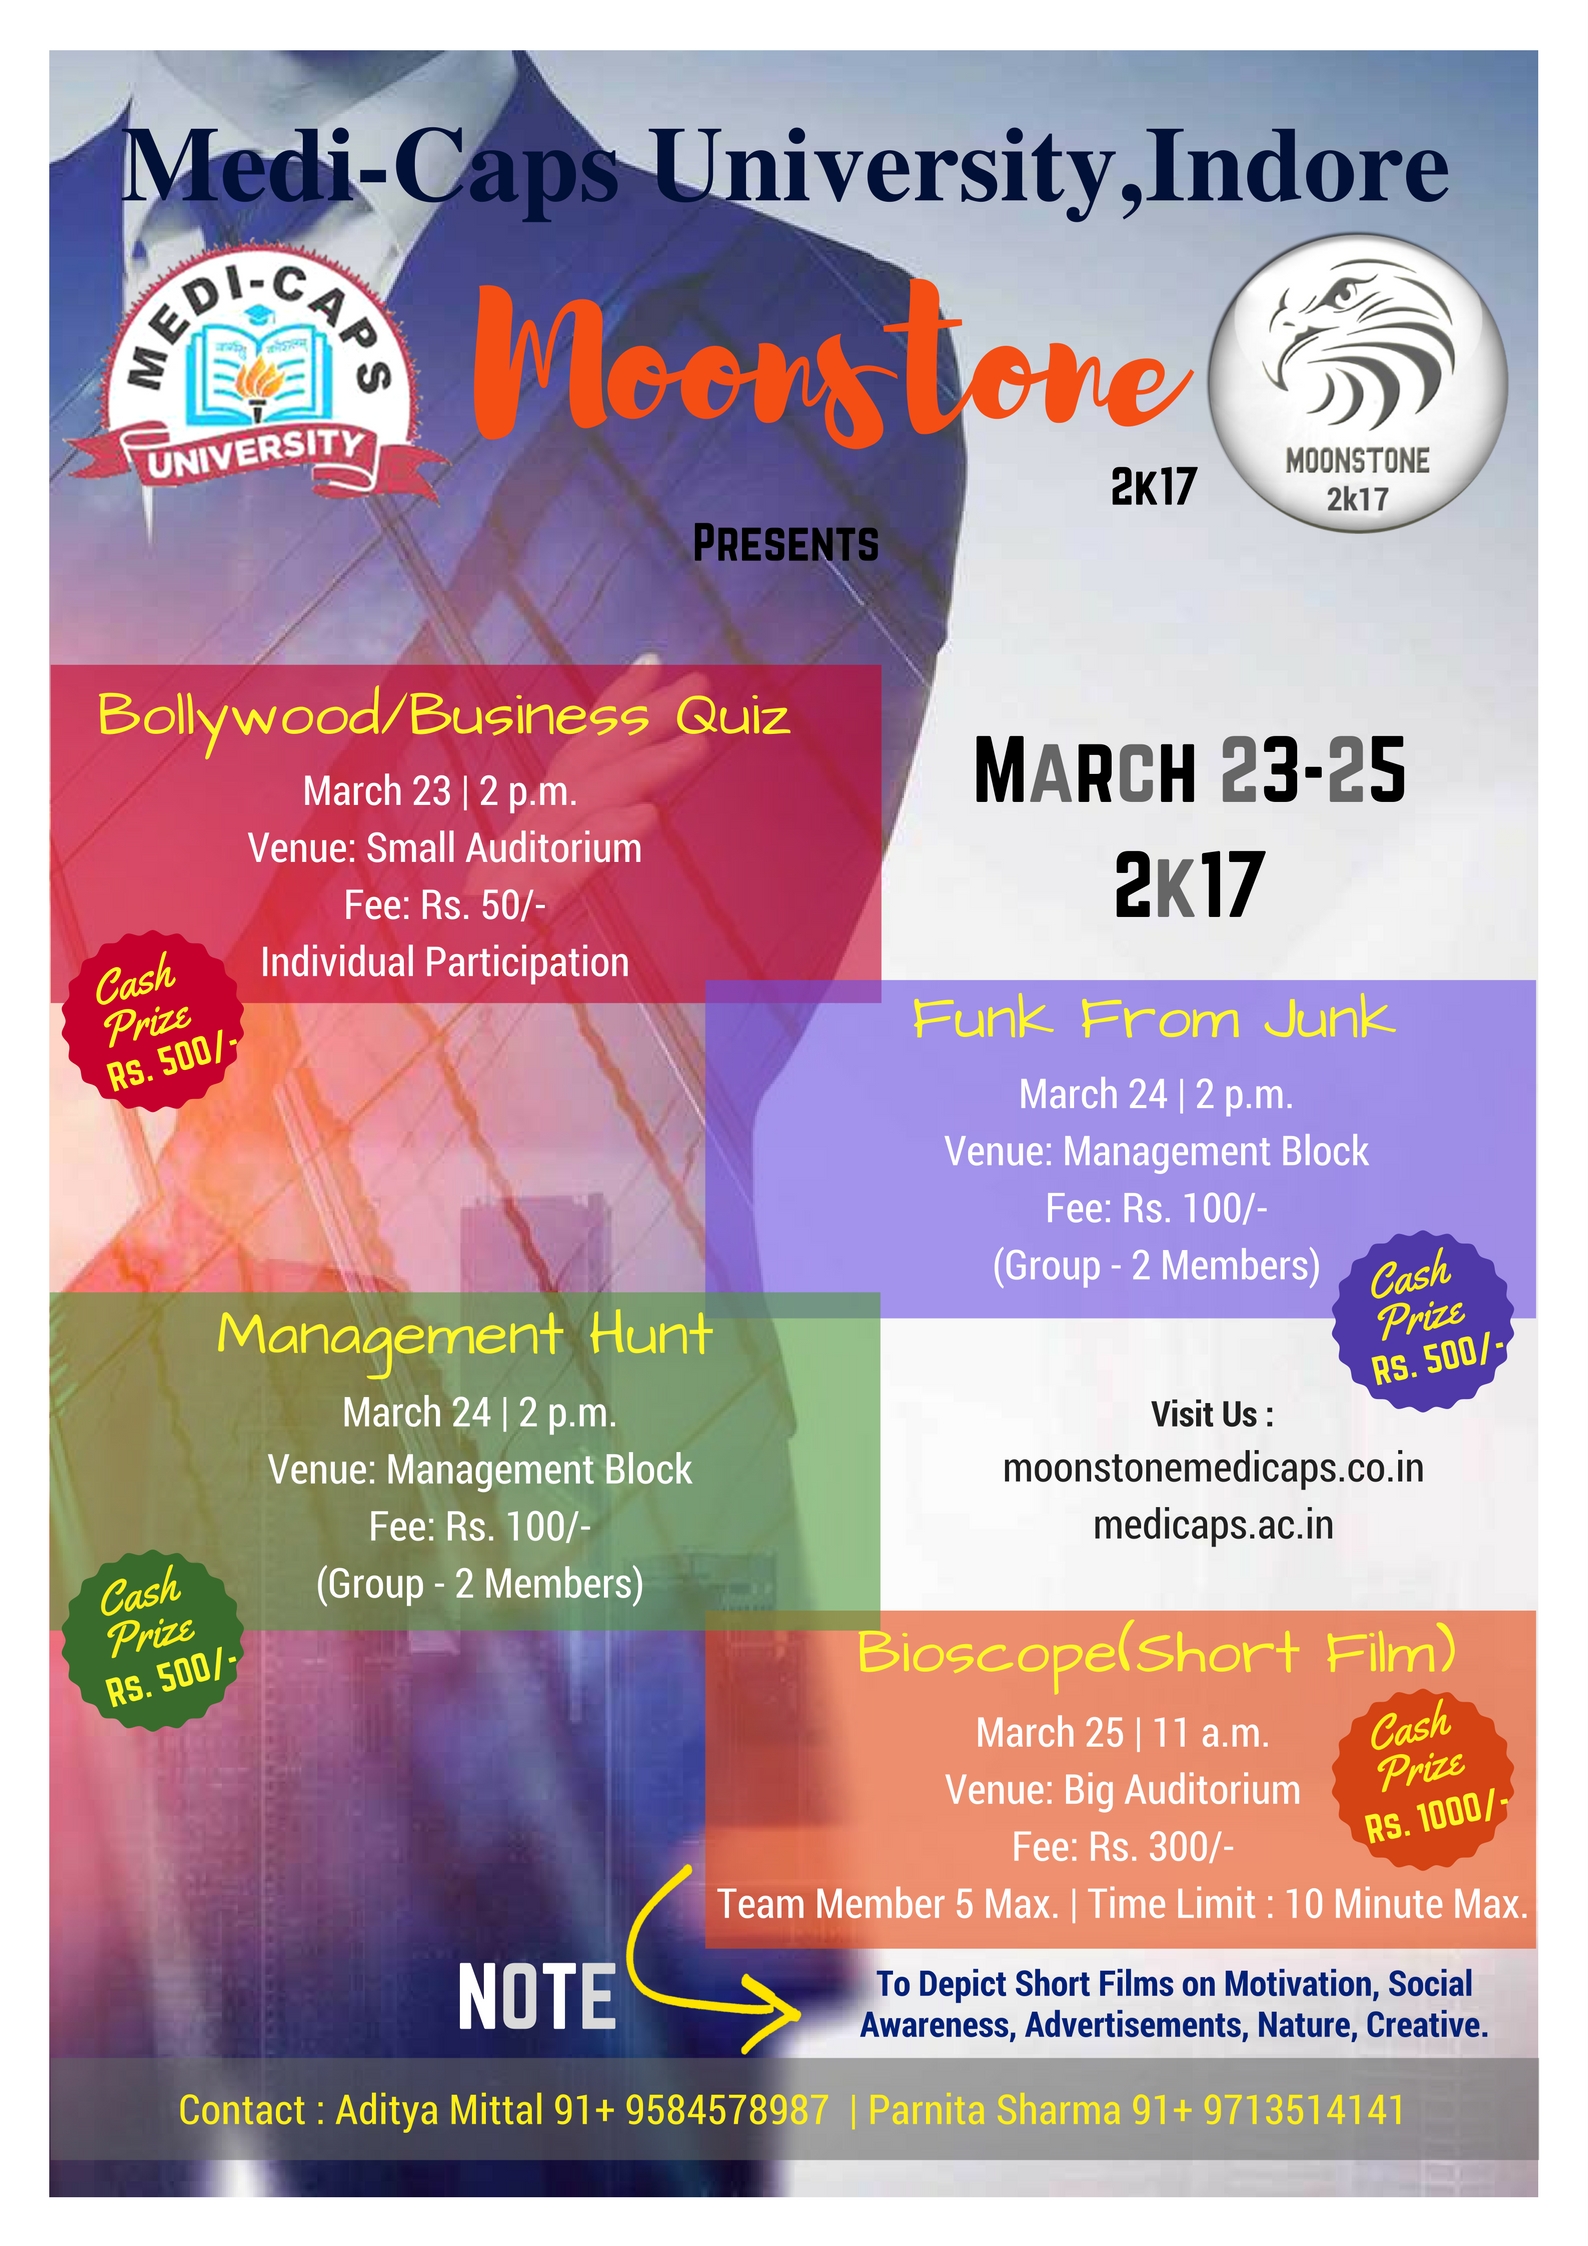 Medi-Caps University,Indore
MEDI-CAPS
UNIVERSITY
Moonstone
2K17
MOONSTONE
2k17
PRESENTS
Bollywood/Business Quiz
March 23 | 2 p.m.
Venue: Small Auditorium
Fee: Rs. 50/-
Individual Participation
Cash
Prize
Rs. 500/-
MARCH 23-25
2K17
Funk From Junk
March 24 | 2 p.m.
Venue: Management Block
Fee: Rs. 100/-
(Group - 2 Members)
Cash
Prize
Rs. 500/-
Management Hunt
March 24 | 2 p.m.
Venue: Management Block
Fee: Rs. 100/-
(Group - 2 Members)
Cash
Prize
Rs. 500/-
Visit Us :
moonstonemedicaps.co.in
medicaps.ac.in
Bioscope(Short Film)
March 25 | 11 a.m.
Venue: Big Auditorium
Fee: Rs. 300/-
Team Member 5 Max. | Time Limit : 10 Minute Max.
Cash
Prize
Rs. 1000/-
NOTE
To Depict Short Films on Motivation, Social
Awareness, Advertisements, Nature, Creative.
Contact : Aditya Mittal 91+ 9584578987 | Parnita Sharma 91+ 9713514141